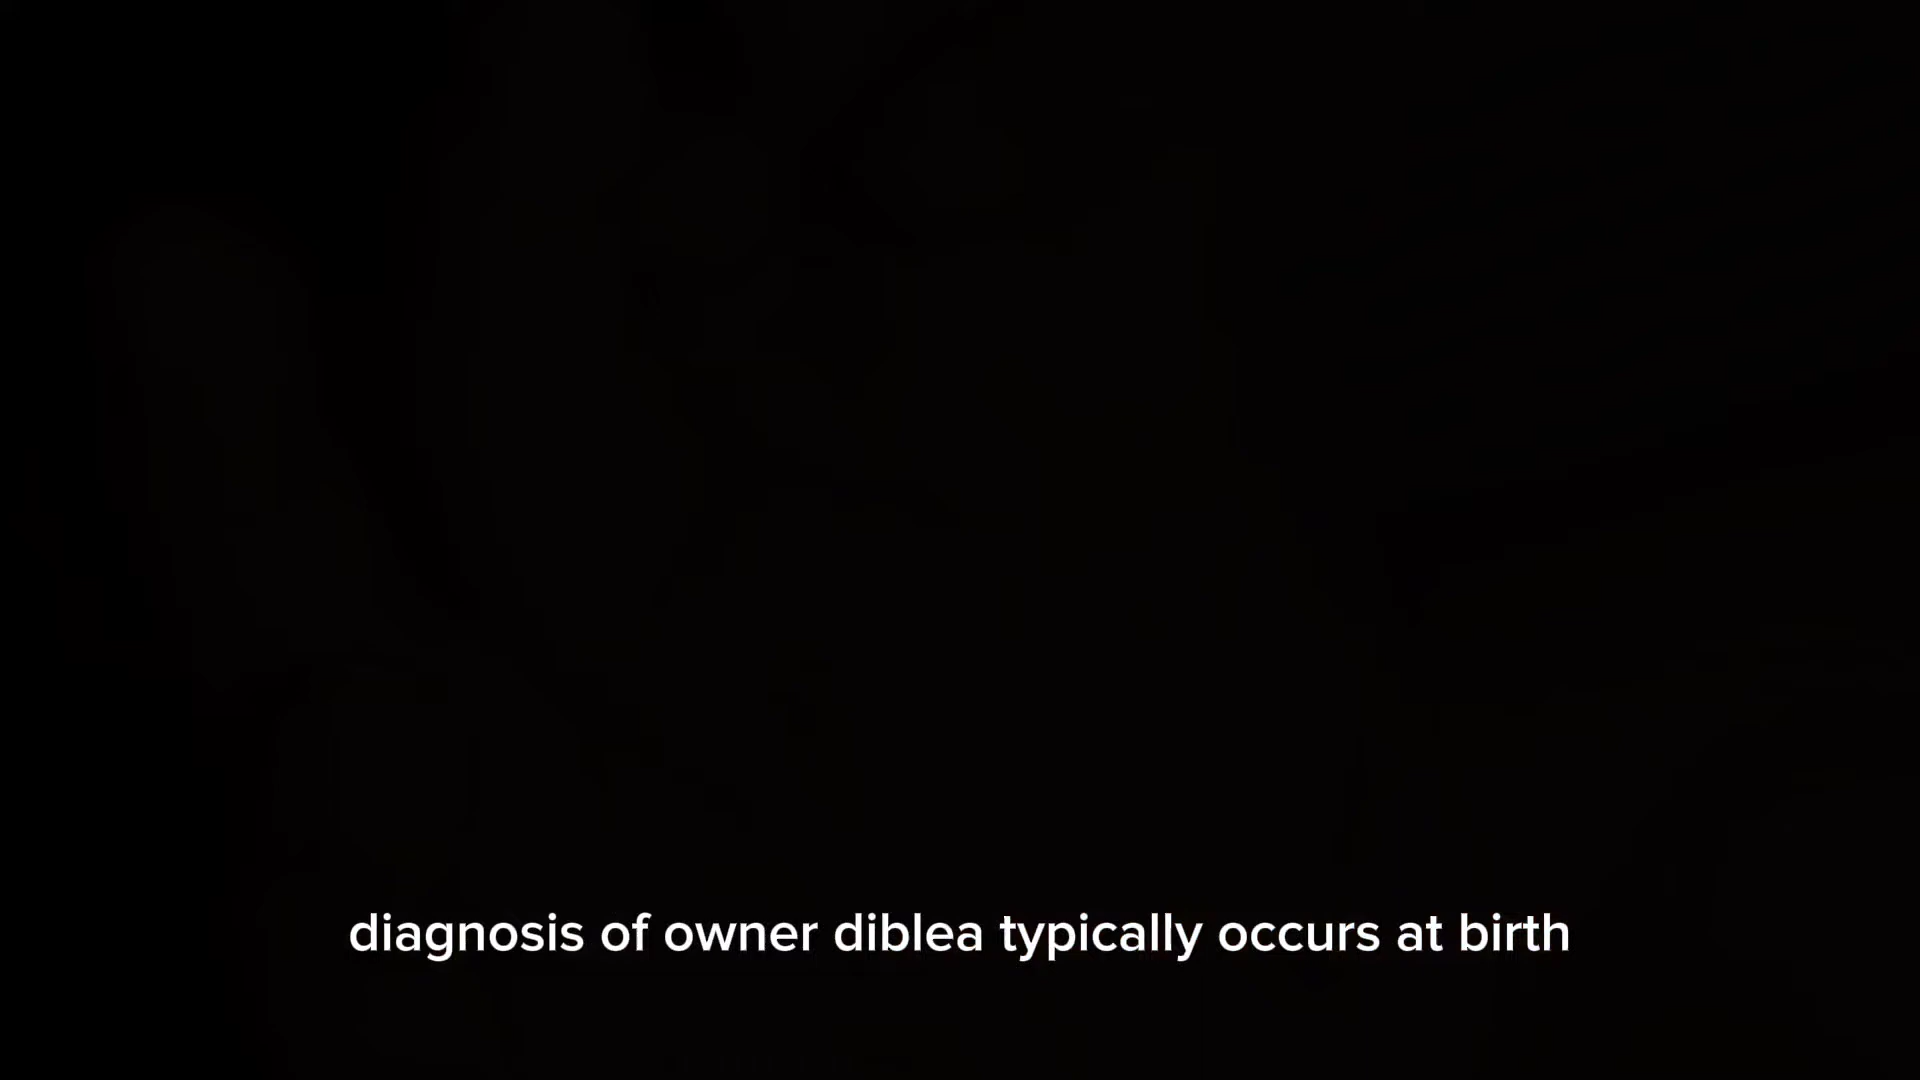 diagnosis of owner diblea typically occurs at birth